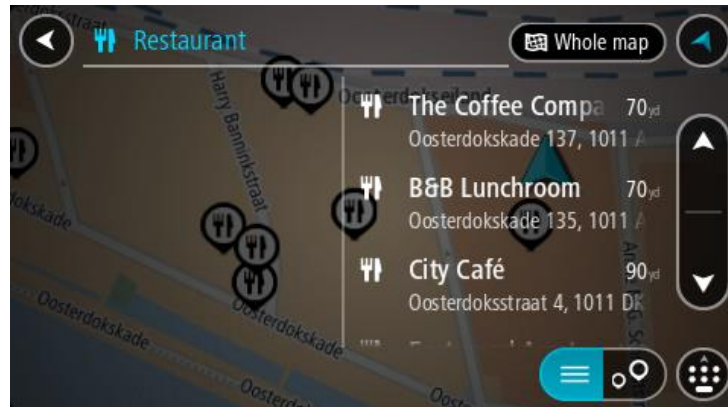 Restaurant
Whole map
The Coffee Compa
70yd
Oosterdokskade 137, 1011 A
B&B Lunchroom
70yd
Oosterdokskade 135, 1011 A
City Café
90yd
Oosterdoksstraat 4, 1011 DK
Oosterdokseiland
Harry Banninkstraat
Oosterdokskade
Oosterdokskade